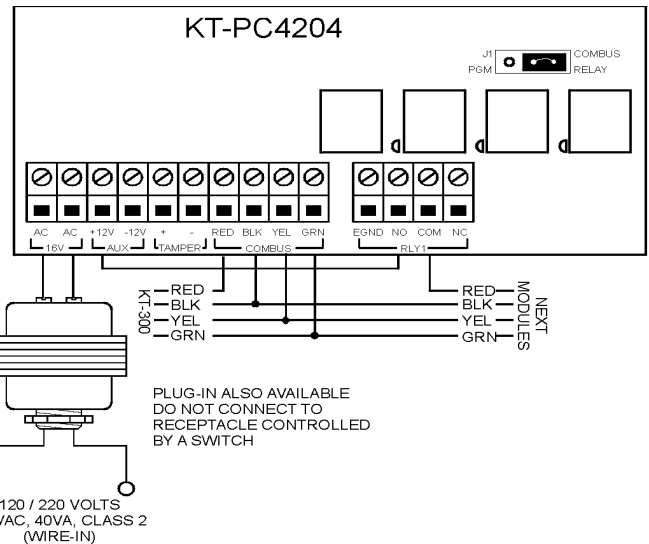 KT-PC4204
J1 COMBUS
PGM RELAY
AC AC +12V -12V + - RED BLK YEL GRN EGND NO COM NC
16V AUX TAMPER COMBUS RLY1
KT-300
RED RED
BLK BLK
YEL YEL
GRN GRN
NEXT
MODULES
PLUG-IN ALSO AVAILABLE
DO NOT CONNECT TO
RECEPTACLE CONTROLLED
BY A SWITCH
120 / 220 VOLTS
VAC, 40VA, CLASS 2
(WIRE-IN)